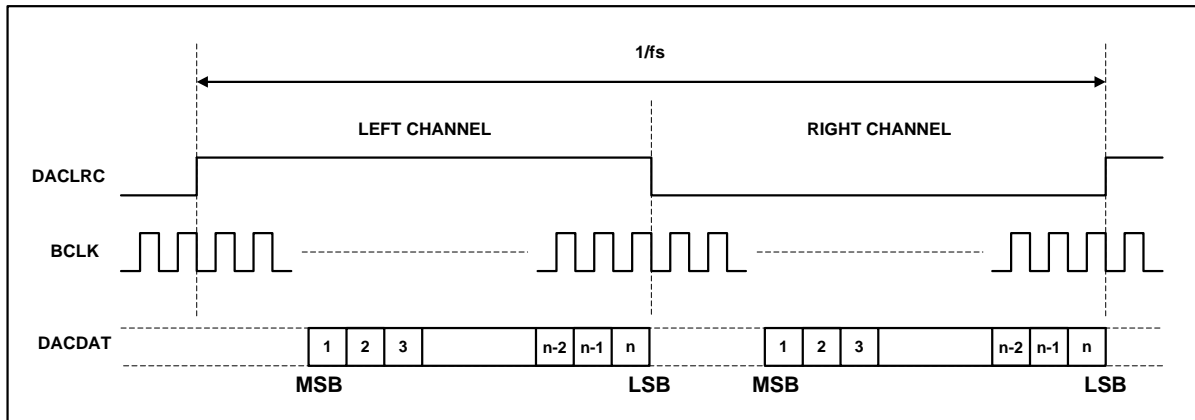 1/fs
LEFT CHANNEL RIGHT CHANNEL
DACLRC
BCLK
DACDAT 1 2 3 n-2 n-1 n 1 2 3 n-2 n-1 n
MSB LSB MSB LSB